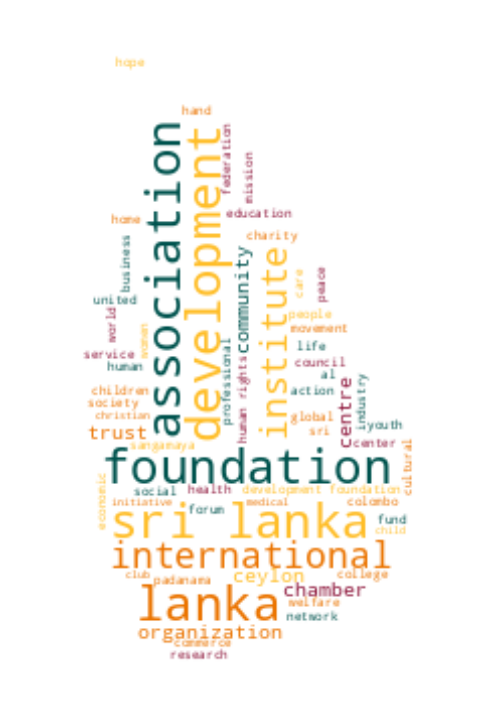 hope
hand
association
development
federation
mission
education
home
charity
business
community
institute
care
peace
united
world
people
movement
women
service
human
professional
life
council
human rights
al
action
centre
industry
children
society
christian
global
sri
youth
trust
center
sangamaya
cultural
foundation
economic
social
health
development foundation
initiative
medical
colombo
forum
sri lanka
fund
child
international
club
padanama
ceylon
college
lanka
chamber
welfare
network
organization
commerce
research